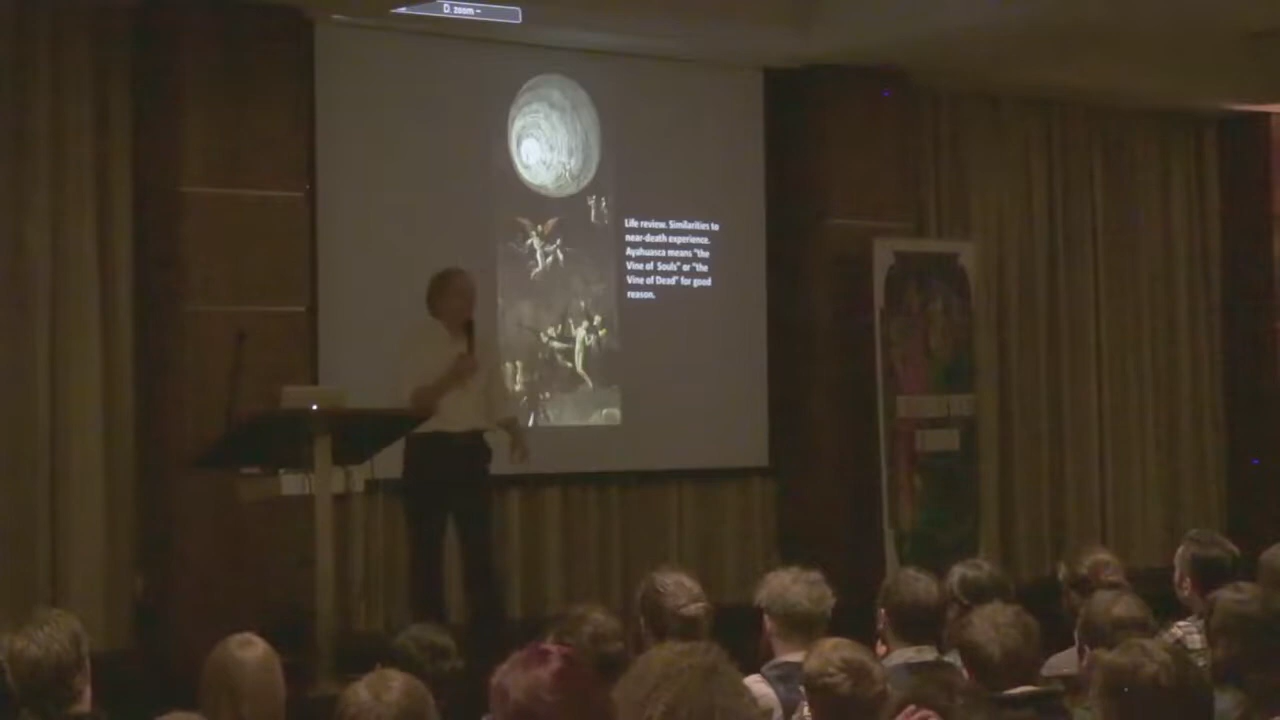 D. zoom −
Life review. Similarities to
near-death experience.
Ayahuasca means "the
Vine of Souls" or "the
Vine of Dead" for good
reason.